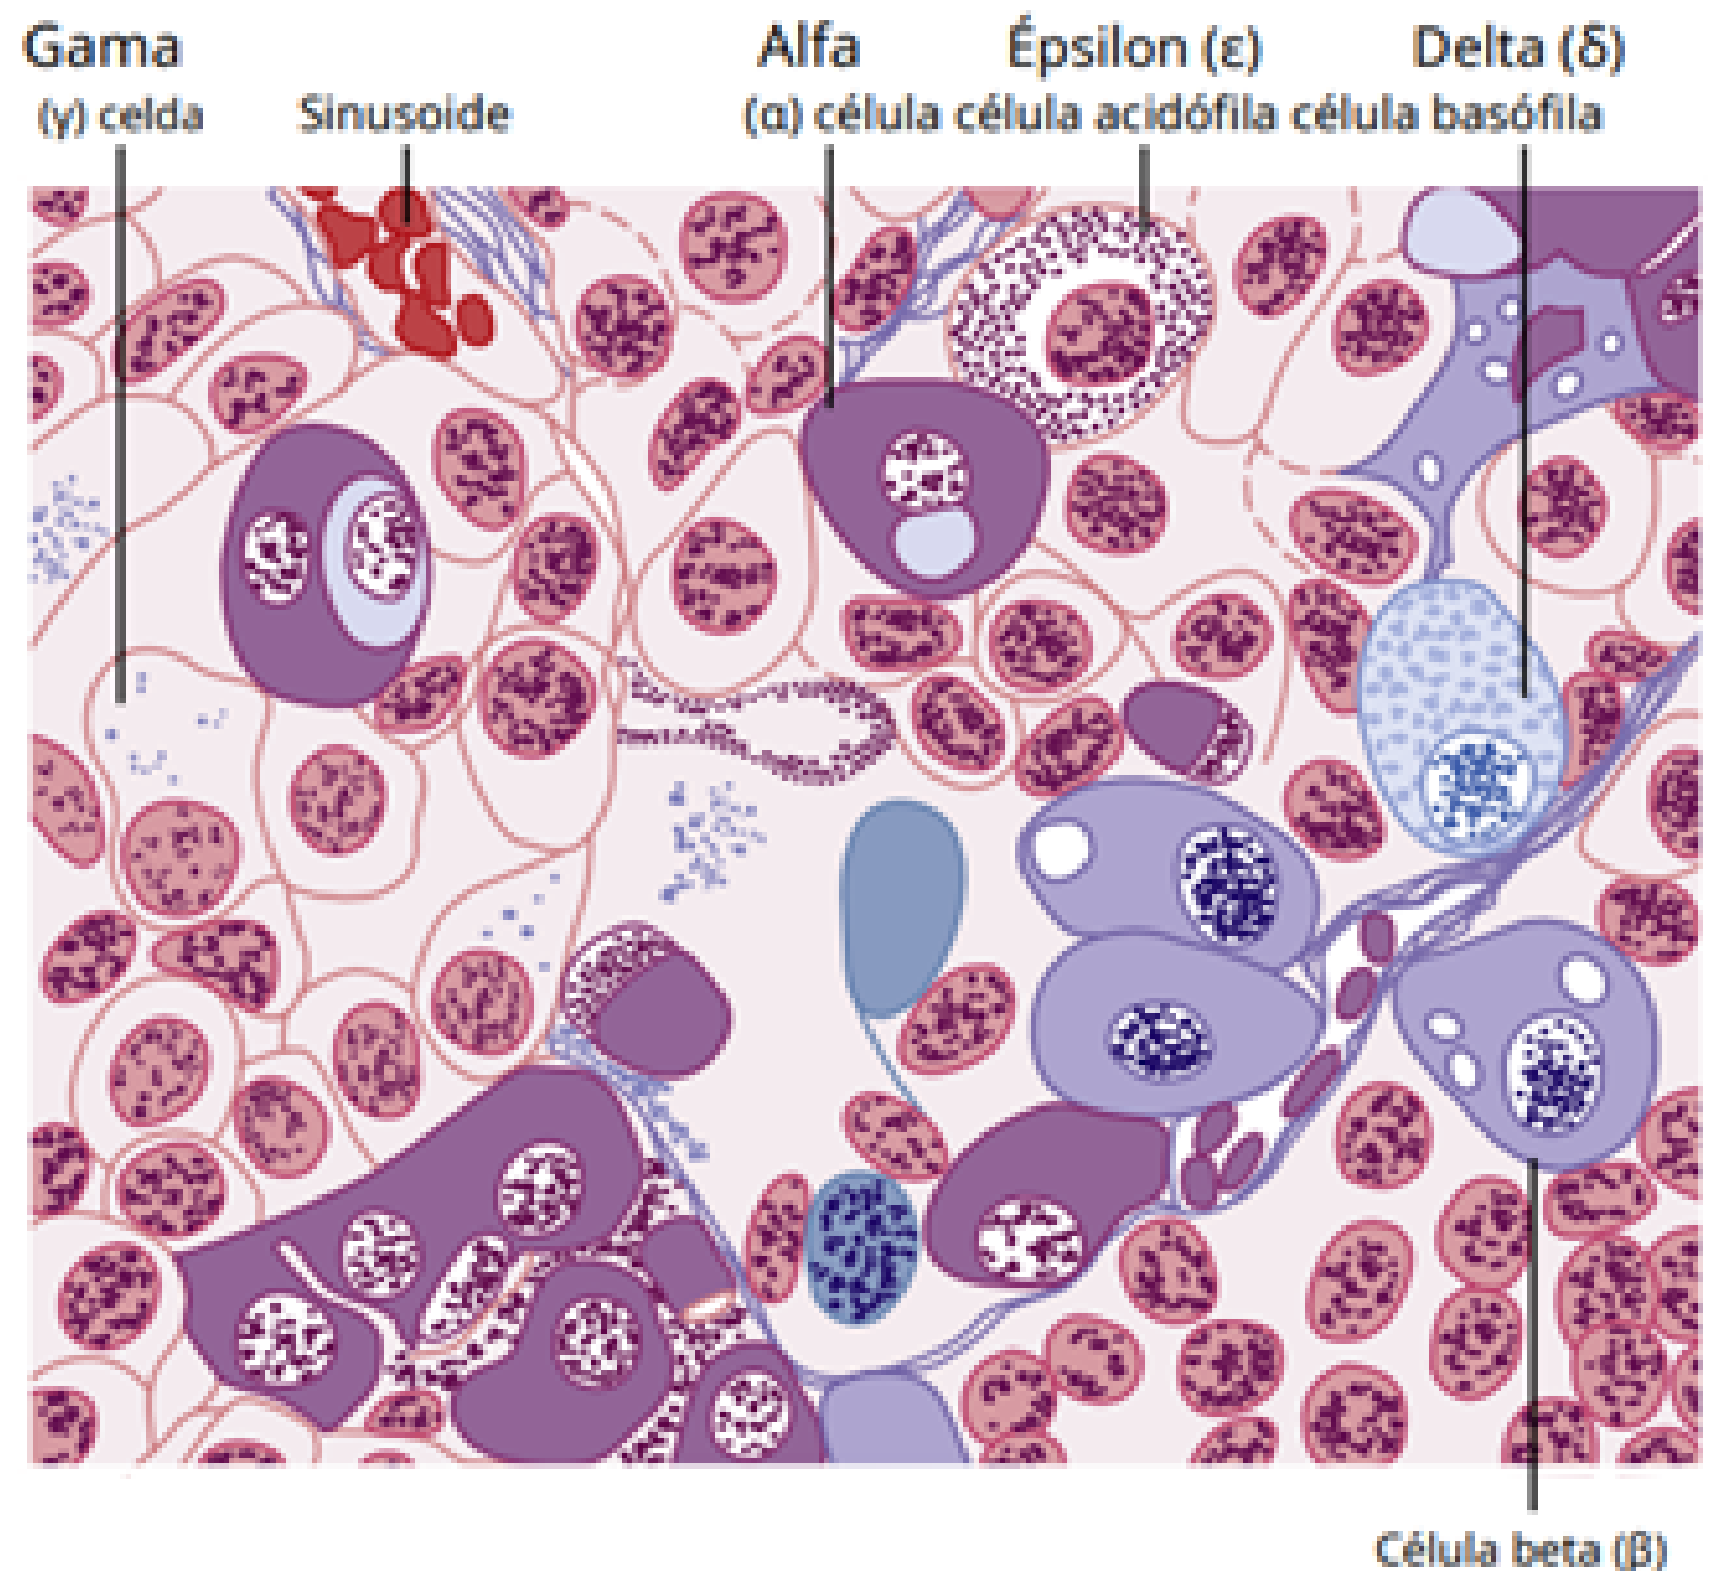 Gama Alfa Épsilon (ε) Delta (δ)
(γ) celda Sinusoide (α) célula célula acidófila célula basófila
Célula beta (β)